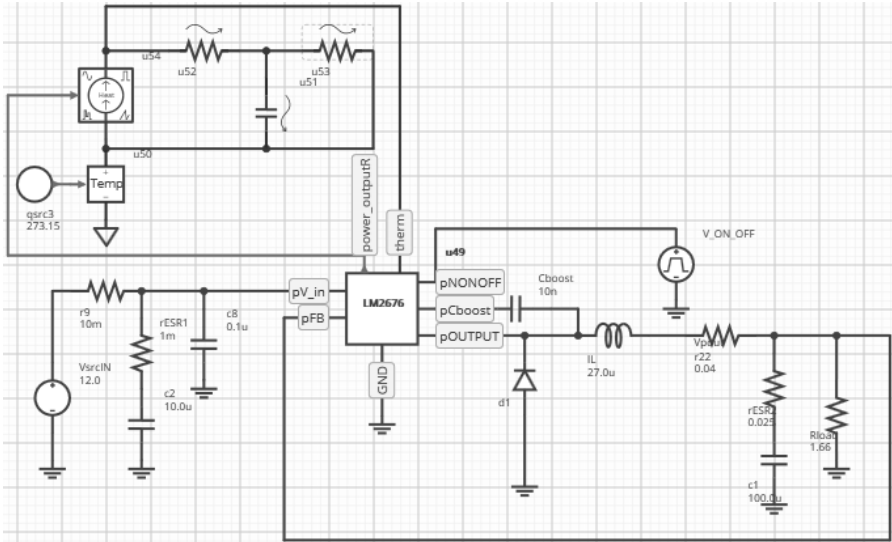 u54
u52
u53
u51
Heat
u50
Temp
qsrc3
273.15
power_outputR
therm
u49
V_ON_OFF
LM2676
pV_in
pFB
pNONOFF
pCboost
pOUTPUT
GND
Cboost
10n
r9
10m
rESR1
1m
c8
0.1u
VsrcIN
12.0
c2
10.0u
d1
IL
27.0u
r22
0.04
rESR2
0.025
Rload
1.66
c1
100.0u